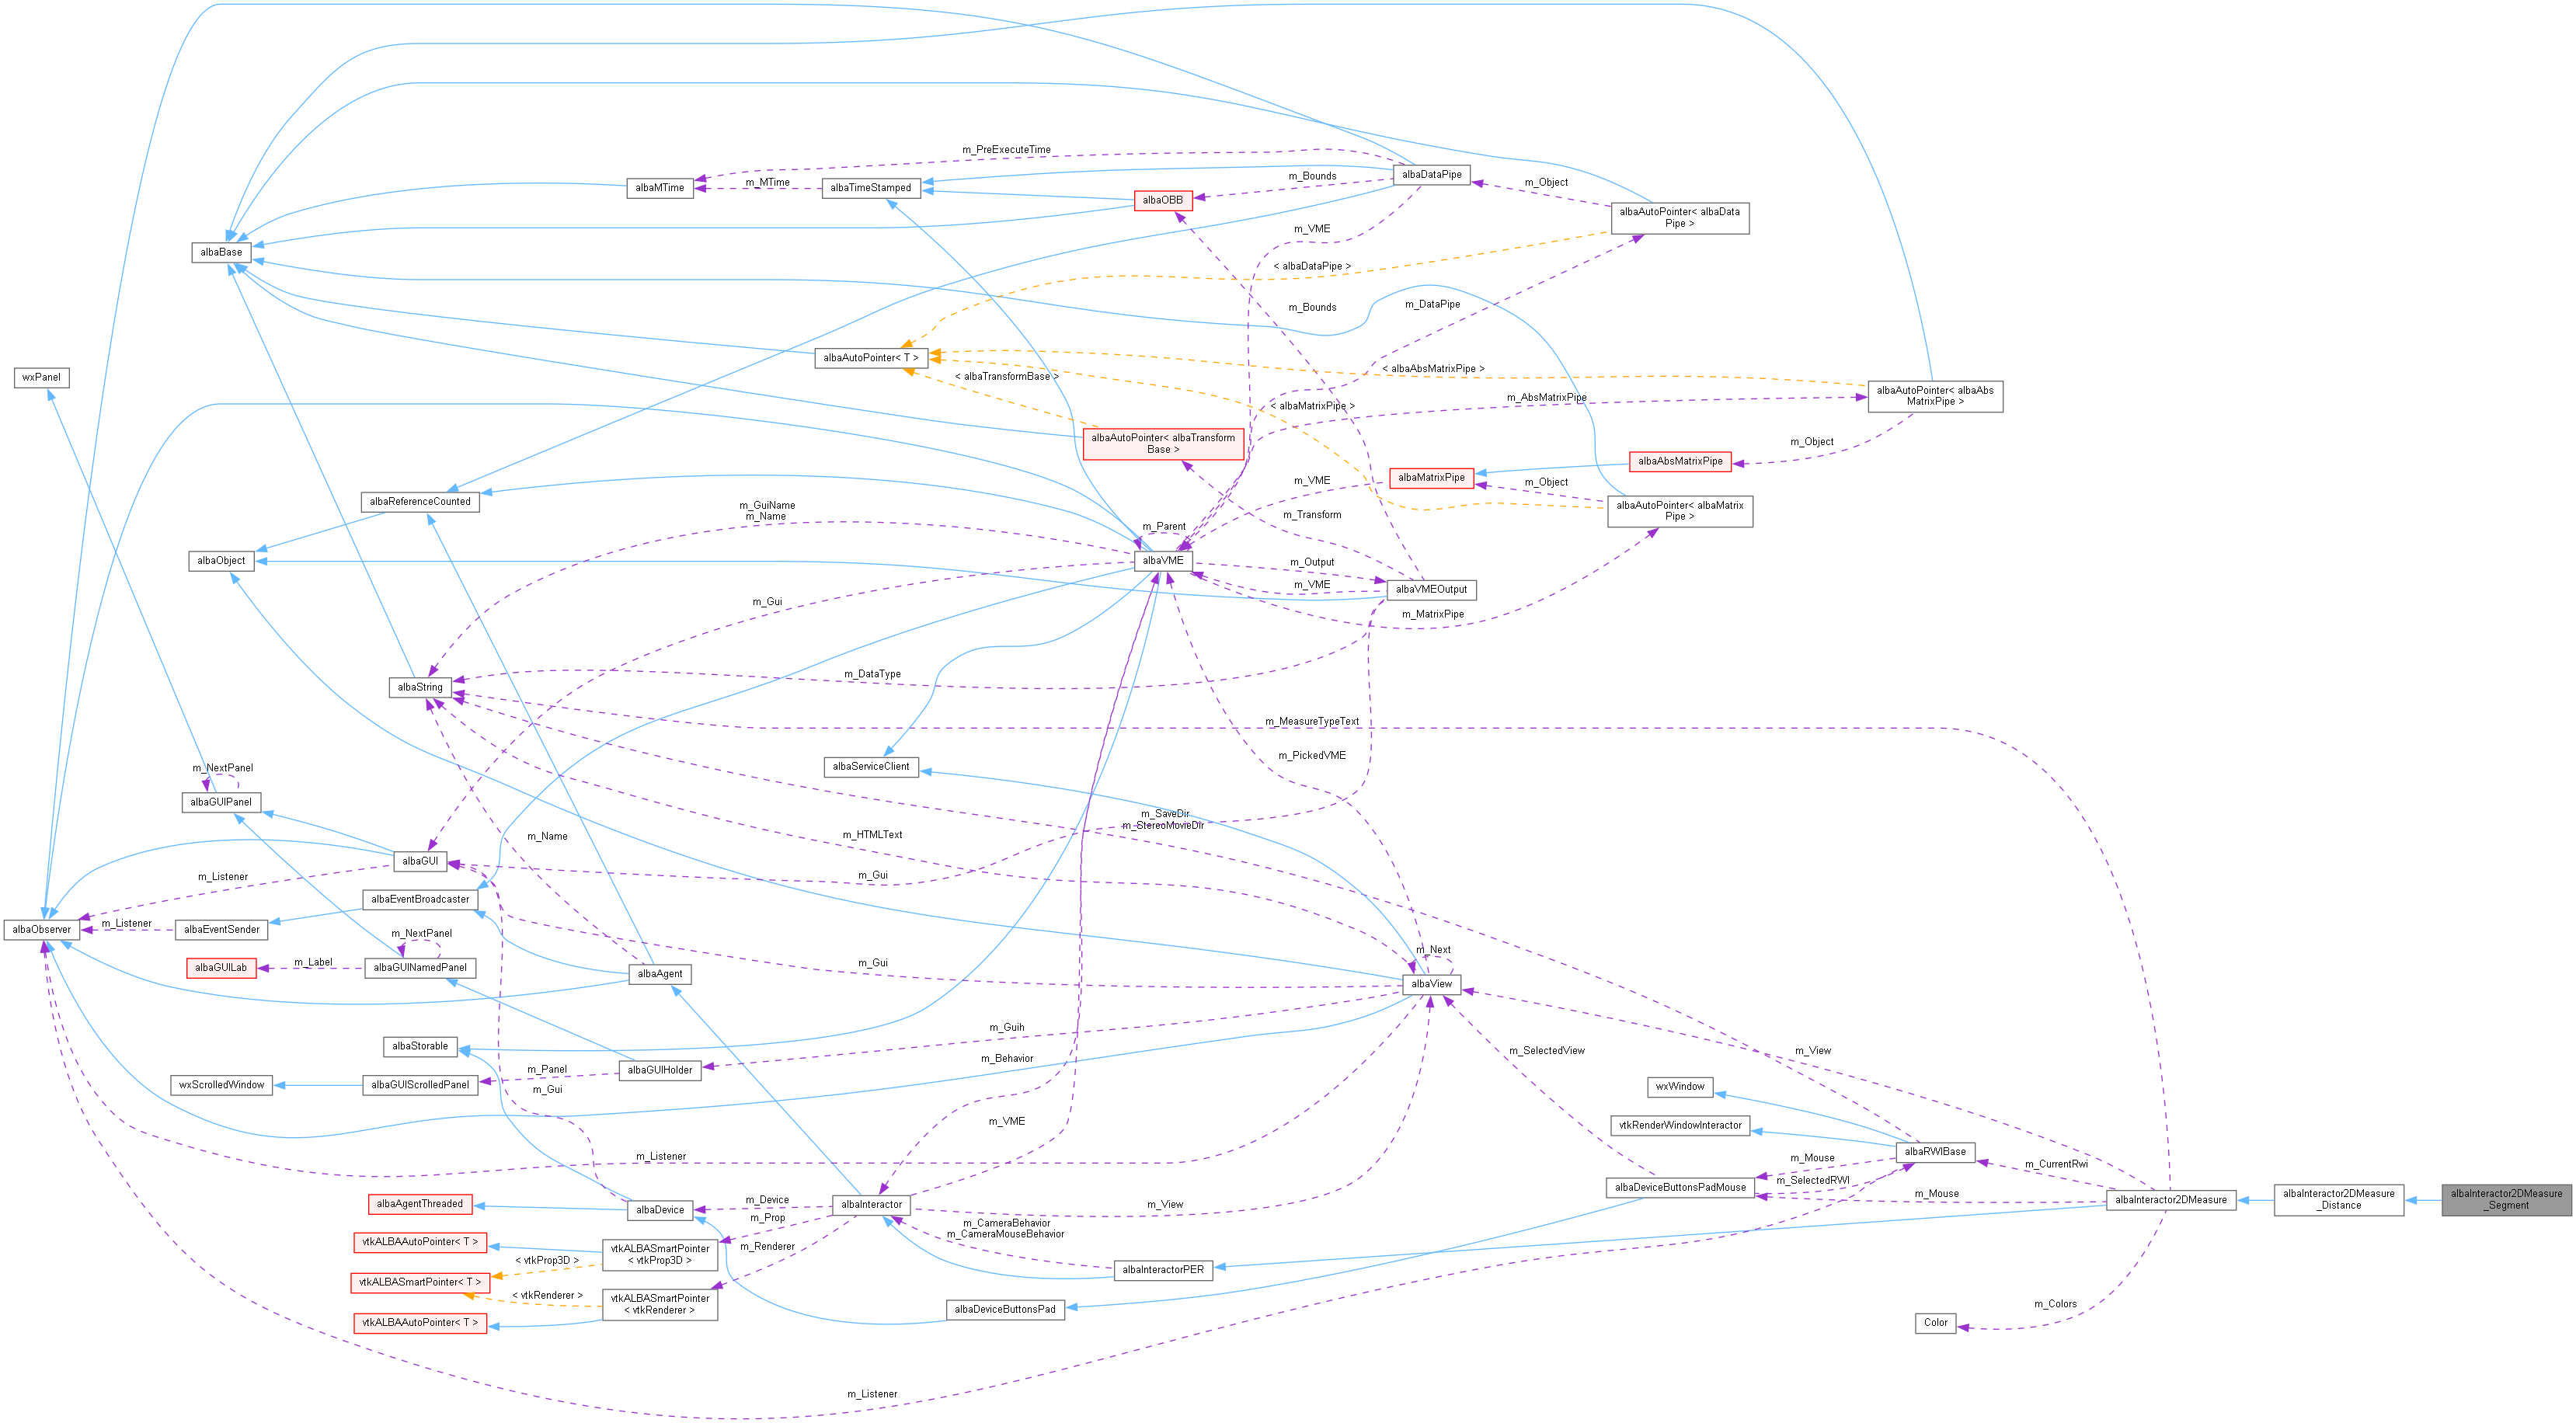 m_PreExecuteTime
albaDataPipe
albaMTime
m_MTime
albaTimeStamped
m_Bounds
albaOBB
m_Object
albaAutoPointer< albaData
Pipe >
m_VME
albaBase
< albaDataPipe >
m_Bounds
m_DataPipe
albaAutoPointer< T >
wxPanel
< albaTransformBase >
< albaAbsMatrixPipe >
albaAutoPointer< albaAbs
MatrixPipe >
< albaMatrixPipe >
m_AbsMatrixPipe
albaAutoPointer< albaTransform
Base >
m_Object
albaAbsMatrixPipe
albaMatrixPipe
m_VME
m_Object
albaReferenceCounted
m_GuiName
m_Name
m_Transform
albaAutoPointer< albaMatrix
Pipe >
m_Parent
albaObject
albaVME
m_Output
m_VME
albaVMEOutput
m_Gui
m_MatrixPipe
albaString
m_DataType
m_MeasureTypeText
m_PickedVME
albaServiceClient
m_NextPanel
albaGUIPanel
m_Name
m_HTMLText
m_SaveDir
m_StereoMovieDir
albaGUI
m_Listener
m_Gui
albaEventBroadcaster
albaObserver
m_Listener
albaEventSender
m_NextPanel
m_Next
albaGUILab
m_Label
albaGUINamedPanel
albaAgent
m_Gui
albaView
m_Guih
albaStorable
m_Behavior
m_SelectedView
m_View
wxScrolledWindow
albaGUIScrolledPanel
m_Panel
albaGUIHolder
m_Gui
wxWindow
m_VME
vtkRenderWindowInteractor
m_Listener
m_Mouse
albaRWIBase
m_CurrentRwi
m_SelectedRWI
albaDeviceButtonsPadMouse
m_Mouse
albaInteractor2DMeasure
albaInteractor2DMeasure
_Distance
albaInteractor2DMeasure
_Segment
albaAgentThreaded
albaDevice
m_Device
albaInteractor
m_View
m_Prop
m_CameraBehavior
m_CameraMouseBehavior
vtkALBAAutoPointer< T >
vtkALBASmartPointer
< vtkProp3D >
m_Renderer
< vtkProp3D >
albaInteractorPER
vtkALBASmartPointer< T >
< vtkRenderer >
vtkALBASmartPointer
< vtkRenderer >
albaDeviceButtonsPad
m_Colors
vtkALBAAutoPointer< T >
Color
m_Listener